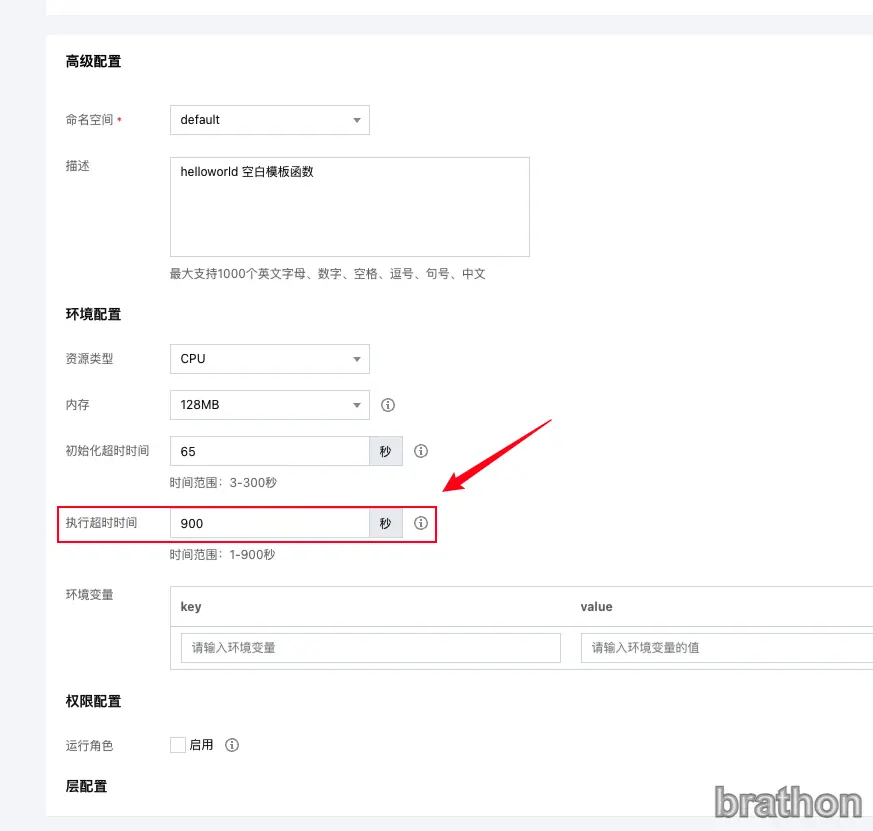 高级配置
命名空间 * default
描述 helloworld 空白模板函数
最大支持1000个英文字母、数字、空格、逗号、句号、中文
环境配置
资源类型 CPU
内存 128MB
初始化超时时间 65 秒
时间范围：3-300秒
执行超时时间 900 秒
时间范围：1-900秒
环境变量 key value
请输入环境变量 请输入环境变量的值
权限配置
运行角色 启用
层配置
brathon